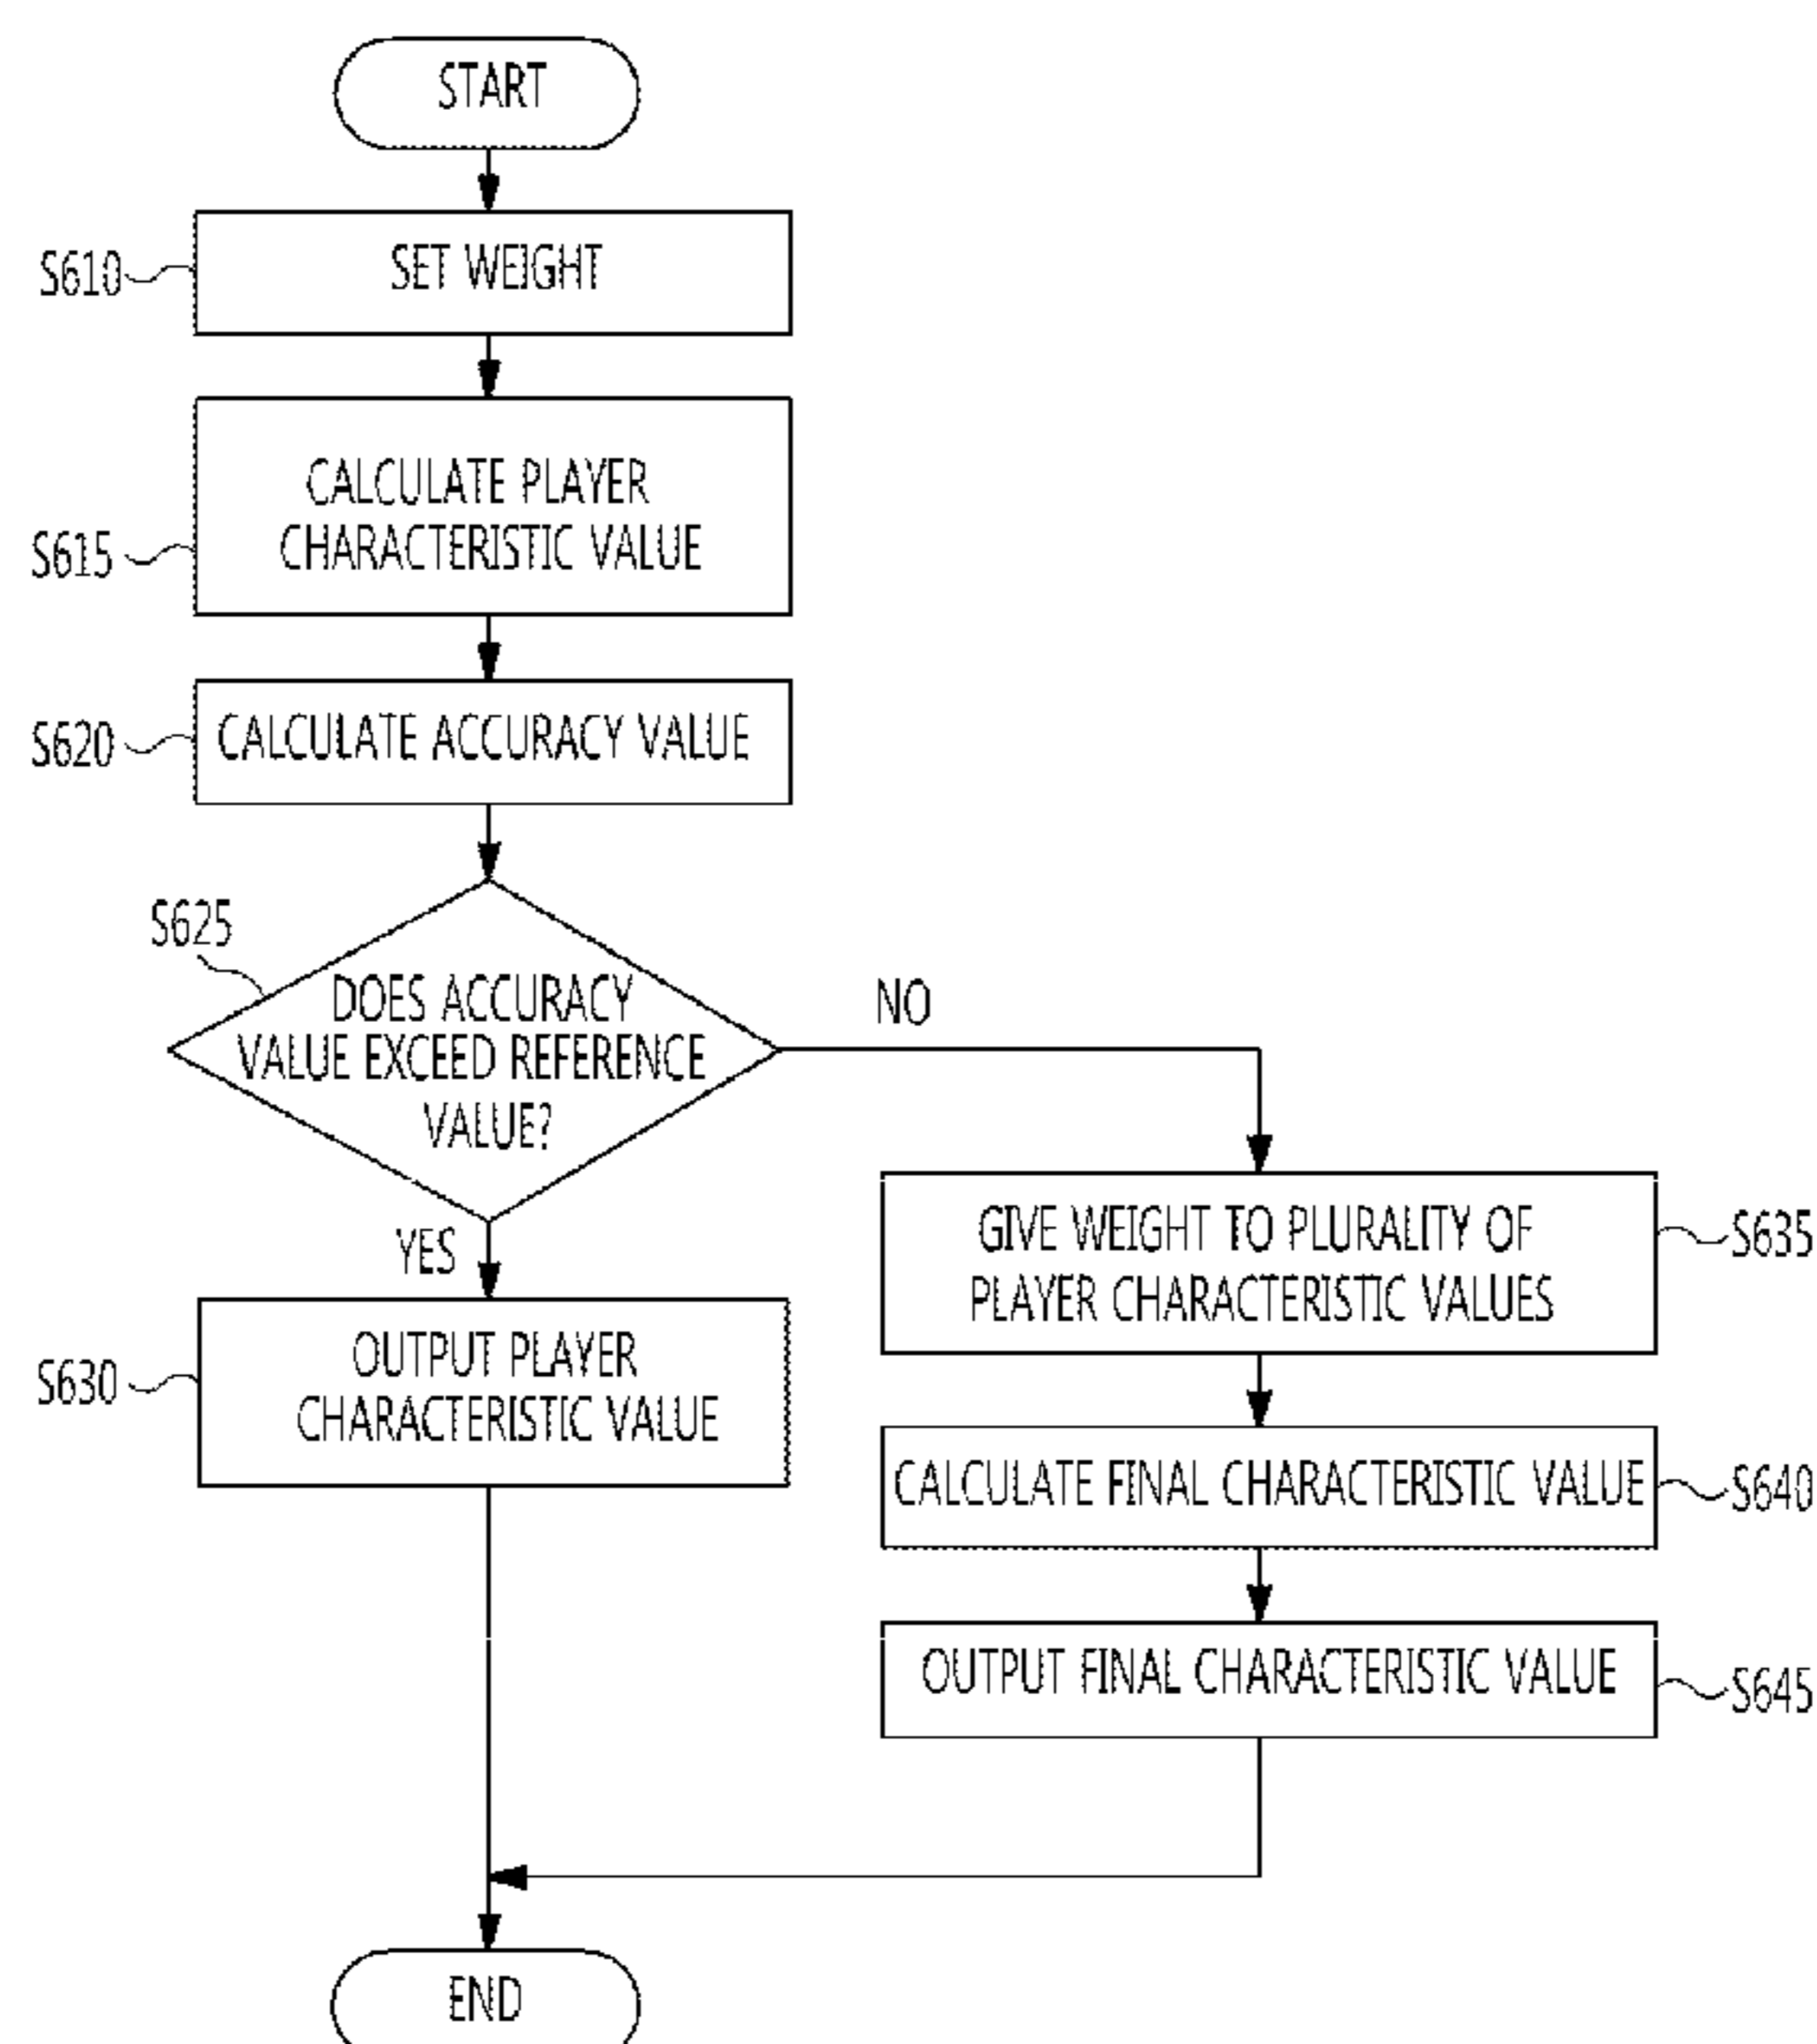 START
S610
SET WEIGHT
S615
CALCULATE PLAYER
CHARACTERISTIC VALUE
S620
CALCULATE ACCURACY VALUE
S625
DOES ACCURACY
VALUE EXCEED REFERENCE
VALUE?
NO
YES
S630
OUTPUT PLAYER
CHARACTERISTIC VALUE
GIVE WEIGHT TO PLURALITY OF
PLAYER CHARACTERISTIC VALUES
S635
CALCULATE FINAL CHARACTERISTIC VALUE
S640
OUTPUT FINAL CHARACTERISTIC VALUE
S645
END